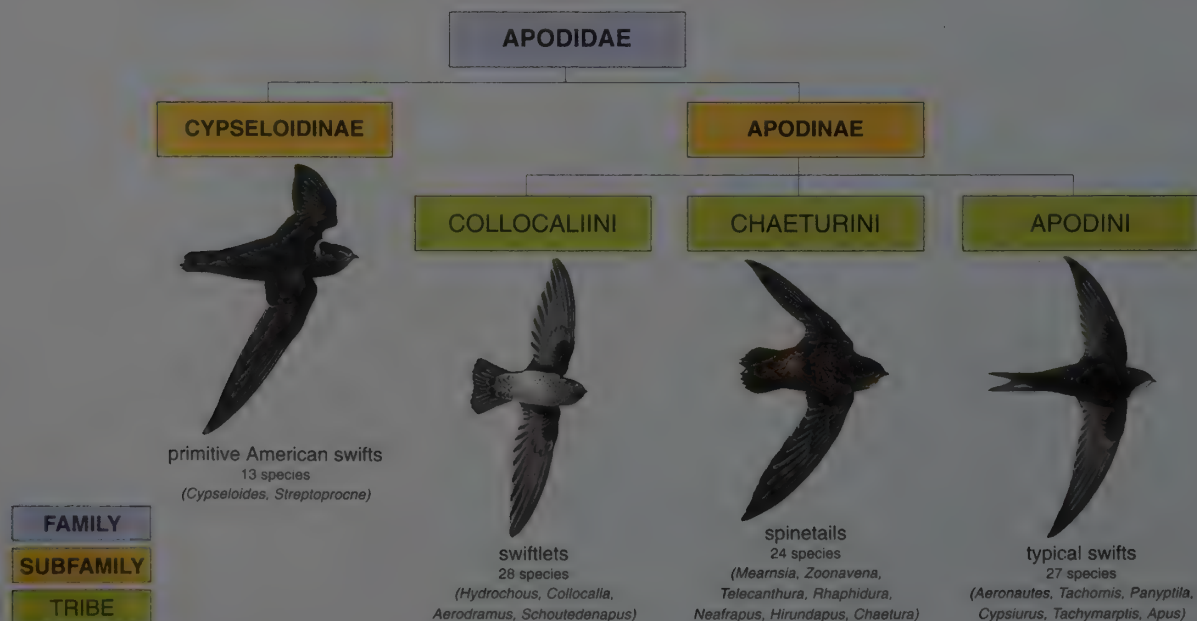 APODIDAE
CYPSELOIDINAE
APODINAE
COLLOCALIINI
CHAETURINI
APODINI
primitive American swifts
13 species
(Cypseloides, Streptoprocne)
swiftlets
28 species
(Hydrochous, Collocalia,
Aerodramus, Schoutedenapus)
spinetails
24 species
(Mearnsia, Zoonavena,
Telecanthura, Rhaphidura,
Neafrapus, Hirundapus, Chaetura)
typical swifts
27 species
(Aeronautes, Tachornis, Panyptila,
Cypsiurus, Tachymarptis, Apus)
FAMILY
SUBFAMILY
TRIBE